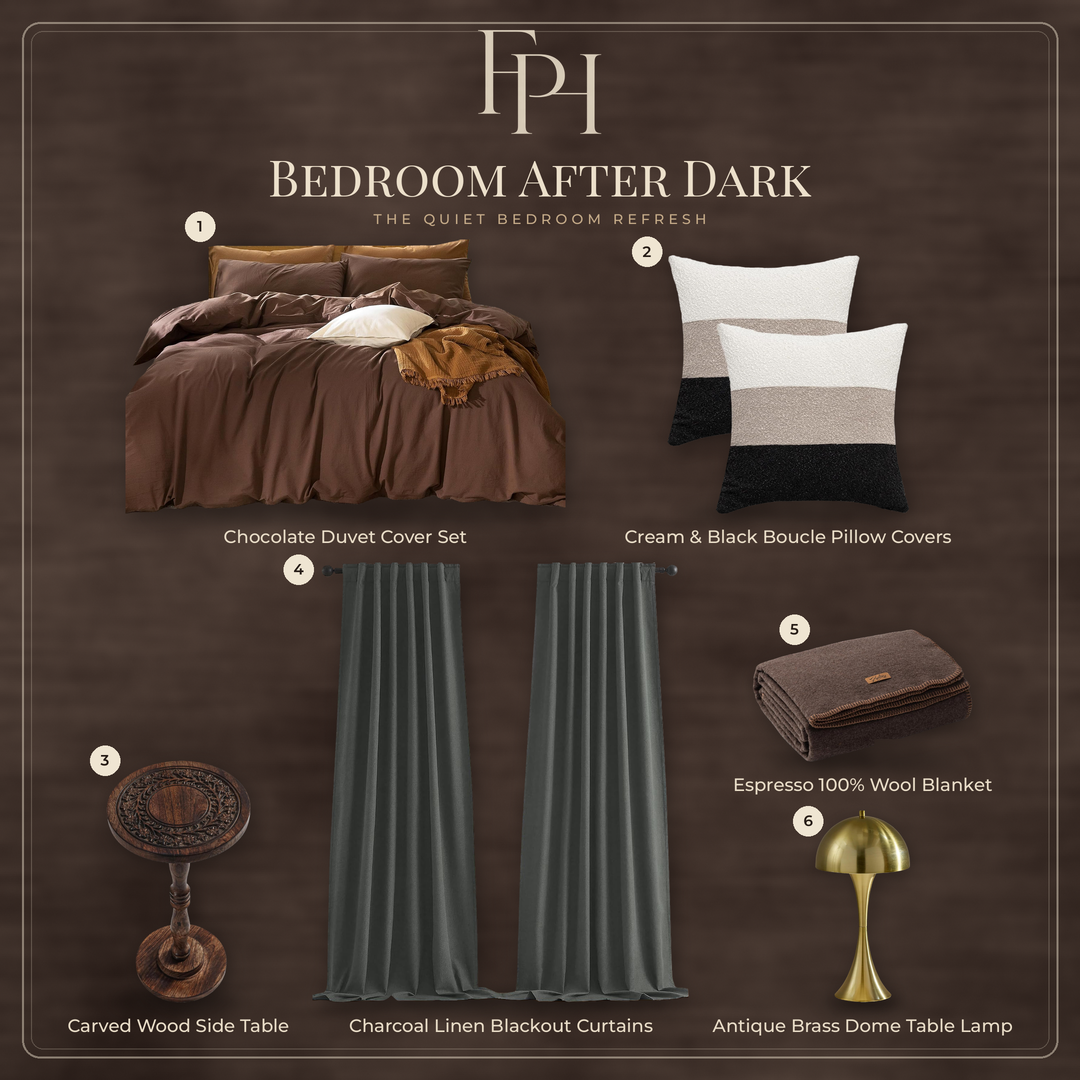 FPH
Bedroom After Dark
THE QUIET BEDROOM REFRESH
1
2
Chocolate Duvet Cover Set
Cream & Black Boucle Pillow Covers
4
5
Espresso 100% Wool Blanket
3
6
Carved Wood Side Table
Charcoal Linen Blackout Curtains
Antique Brass Dome Table Lamp